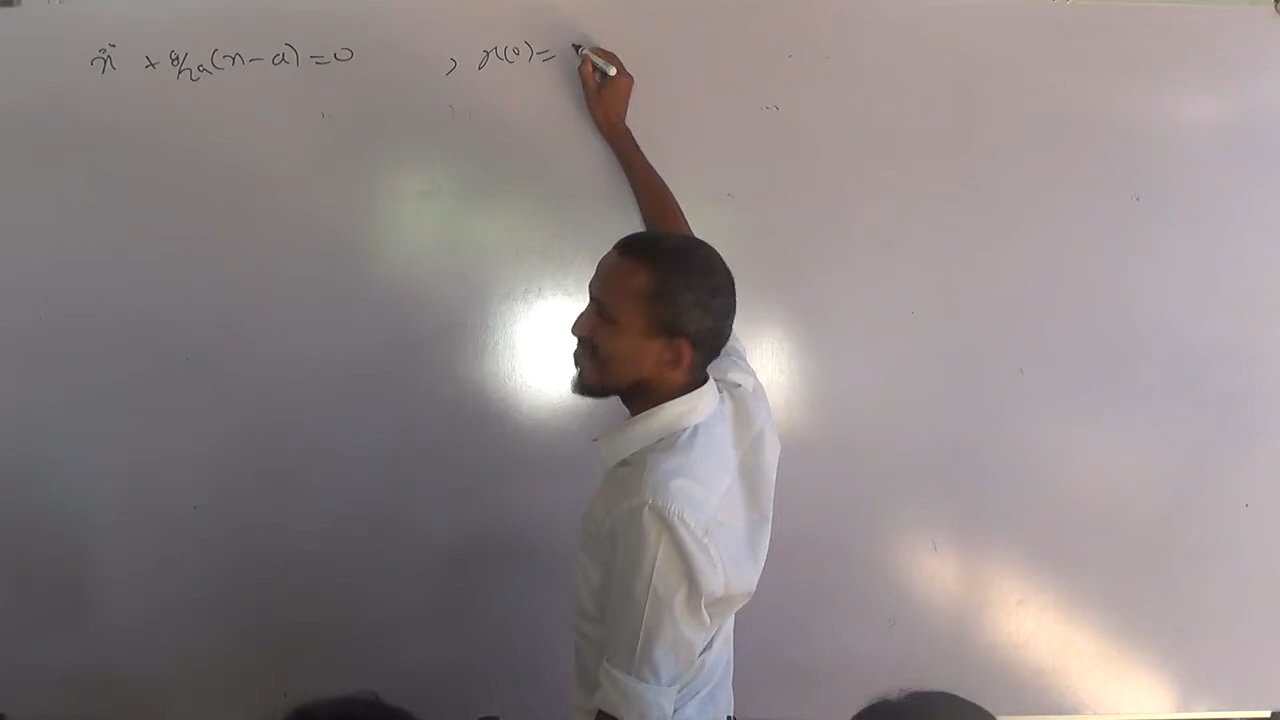 ẍ + g/2a(x-a) = 0 , x(0) =